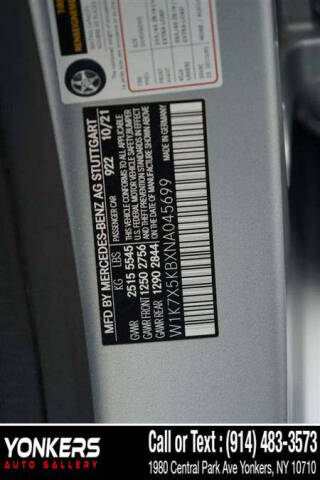 MFD BY MERCEDES-BENZ AG STUTTGART
922 10/21
PASSENGER CAR
THIS VEHICLE CONFORMS TO ALL APPLICABLE
U.S. FEDERAL MOTOR VEHICLE SAFETY/BUMPER
AND THEFT PREVENTION STANDARDS IN EFFECT
ON THE DATE OF MANUFACTURE SHOWN ABOVE
KG LBS
GVWR 2515 5545
GAWR FRONT 1250 2756
GAWR REAR 1290 2844
W1K7X5KBXNA045699
YONKERS
AUTO GALLERY
Call or Text : (914) 483-3573
1980 Central Park Ave Yonkers, NY 10710